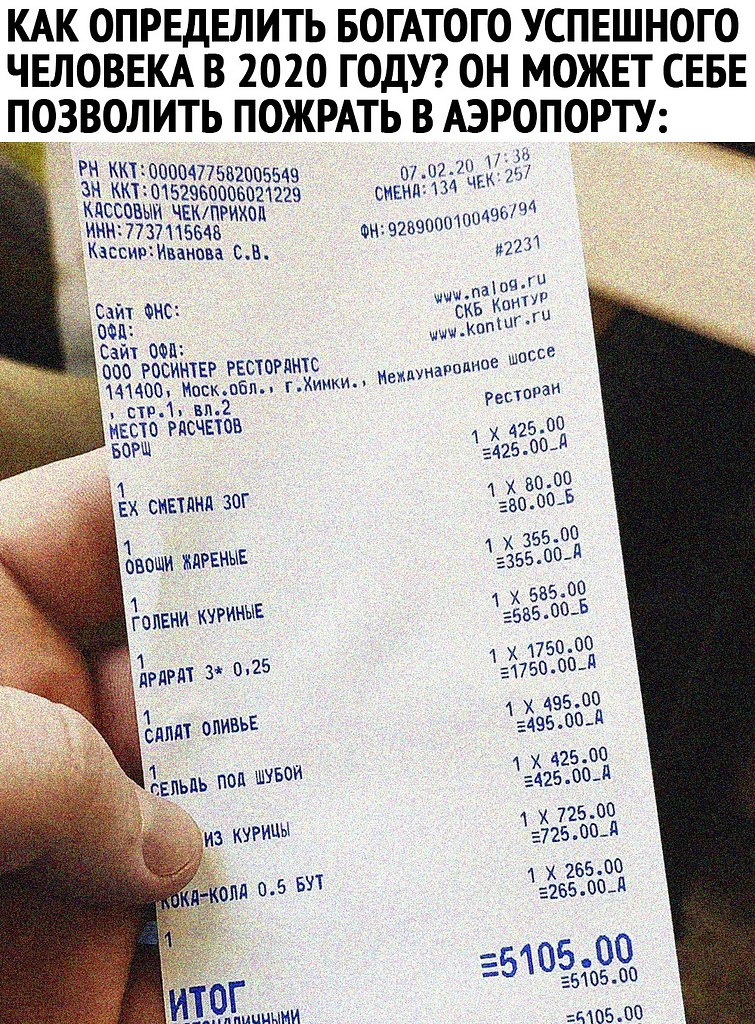 КАК ОПРЕДЕЛИТЬ БОГАТОГО УСПЕШНОГО
ЧЕЛОВЕКА В 2020 ГОДУ? ОН МОЖЕТ СЕБЕ
ПОЗВОЛИТЬ ПОЖРАТЬ В АЭРОПОРТУ:
РН ККТ:0000477582005549 07.02.20 17:38
ЗН ККТ:0152960006021229 СМЕНА:134 ЧЕК:257
КАССОВЫЙ ЧЕК/ПРИХОД
ИНН:7737115648 ФН:9289000100496794
Кассир:Иванова С.В. #2231
Сайт ФНС: www.nalog.ru
ОФД: СКБ Контур
Сайт ОФД: www.kontur.ru
ООО РОСИНТЕР РЕСТОРАНТС
141400, Моск.обл., г.Химки., Международное шоссе
, стр.1, вл.2
МЕСТО РАСЧЕТОВ Ресторан
БОРЩ 1 X 425.00
≡425.00_А
1
ЕХ СМЕТАНА 30Г 1 X 80.00
≡80.00_Б
1
ОВОЩИ ЖАРЕНЫЕ 1 X 355.00
≡355.00_А
1
ГОЛЕНИ КУРИНЫЕ 1 X 585.00
≡585.00_Б
1
АРАРАТ 3* 0,25 1 X 1750.00
≡1750.00_А
1
САЛАТ ОЛИВЬЕ 1 X 495.00
≡495.00_А
1
СЕЛЬДЬ ПОД ШУБОЙ 1 X 425.00
≡425.00_А
ИЗ КУРИЦЫ 1 X 725.00
≡725.00_А
КОКА-КОЛА 0.5 БУТ 1 X 265.00
≡265.00_А
1
ИТОГ ≡5105.00
≡5105.00
≡5105.00